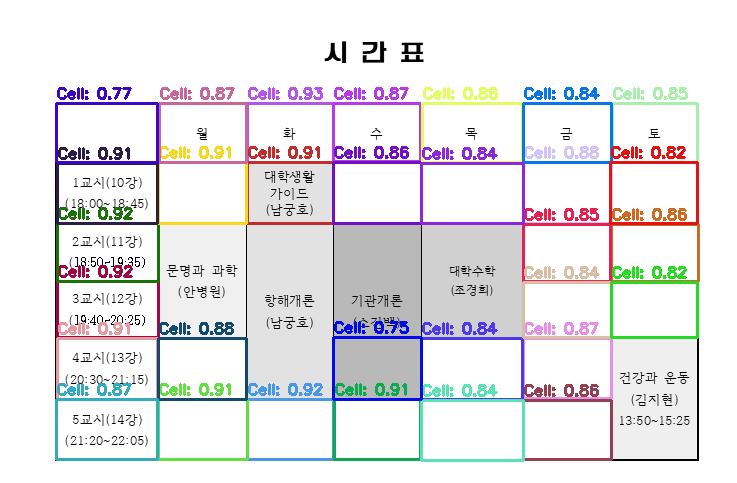 시 간 표
Cell: 0.77 Cell: 0.87 Cell: 0.93 Cell: 0.87 Cell: 0.86 Cell: 0.84 Cell: 0.85
월 화 수 목 금 토
Cell: 0.91 Cell: 0.91 Cell: 0.91 Cell: 0.86 Cell: 0.84 Cell: 0.88 Cell: 0.82
1교시(10강)
(18:00~18:45)
대학생활
가이드
(남궁호)
Cell: 0.92 Cell: 0.85 Cell: 0.86
2교시(11강)
(18:50~19:35)
문명과 과학
(안병원)
대학수학
(조경희)
Cell: 0.92 Cell: 0.84 Cell: 0.82
3교시(12강)
(19:40~20:25)
항해개론
(남궁호)
기관개론
Cell: 0.91 Cell: 0.88 Cell: 0.75 Cell: 0.84 Cell: 0.87
4교시(13강)
(20:30~21:15)
건강과 운동
(김지현)
13:50~15:25
Cell: 0.87 Cell: 0.91 Cell: 0.92 Cell: 0.91 Cell: 0.84 Cell: 0.86
5교시(14강)
(21:20~22:05)